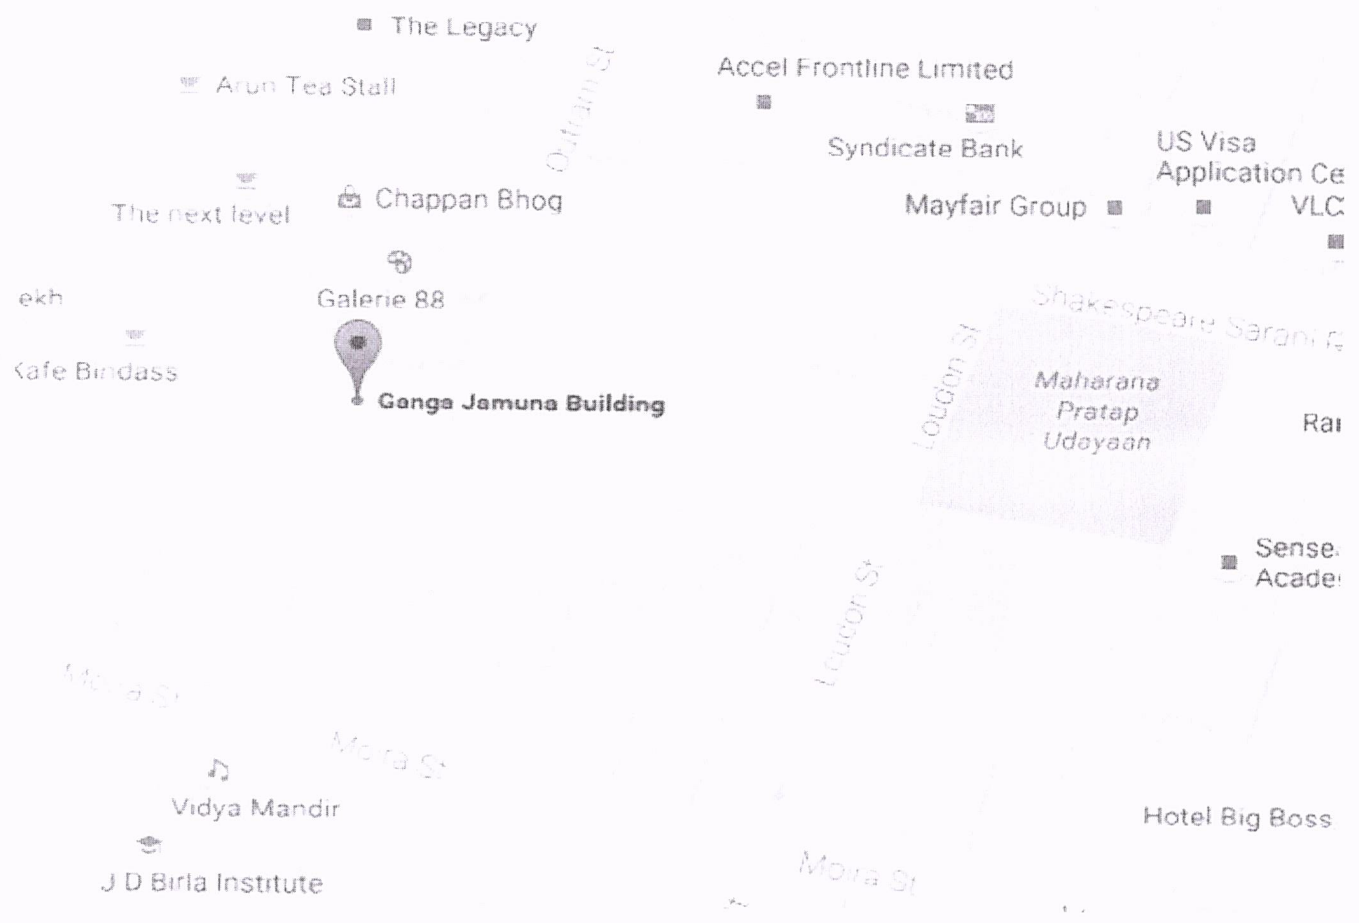 The Legacy
Arun Tea Stall
Outram St
Accel Frontline Limited
Syndicate Bank
US Visa
Application Ce
Mayfair Group
VLC
The next level
Chappan Bhog
ekh
Galerie 88
Shakespeare Sarani R
Kafe Bindass
Ganga Jamuna Building
Loudon St
Maharana
Pratap
Udayaan
Rai
Sense
Acade
Loudon St
Moira St
Moira St
Vidya Mandir
Hotel Big Boss
J D Birla Institute
Moira St